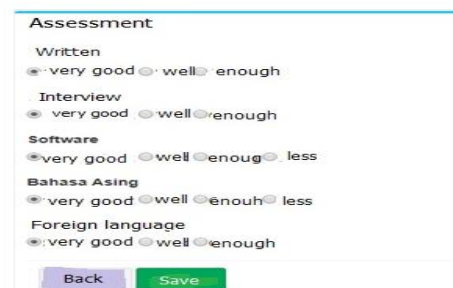 Assessment
Written
very good well enough
Interview
very good well enough
Software
very good well enoug less
Bahasa Asing
very good well enouh less
Foreign language
very good well enough
Back Save